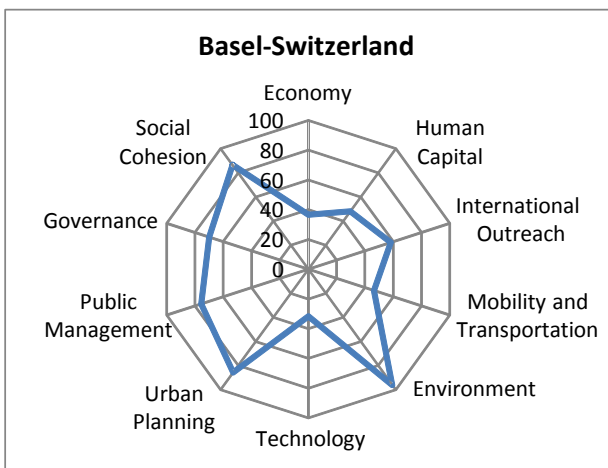 Basel-Switzerland
Economy
Human
Capital
International
Outreach
Mobility and
Transportation
Environment
Technology
Urban
Planning
Public
Management
Governance
Social
Cohesion
100
80
60
40
20
0